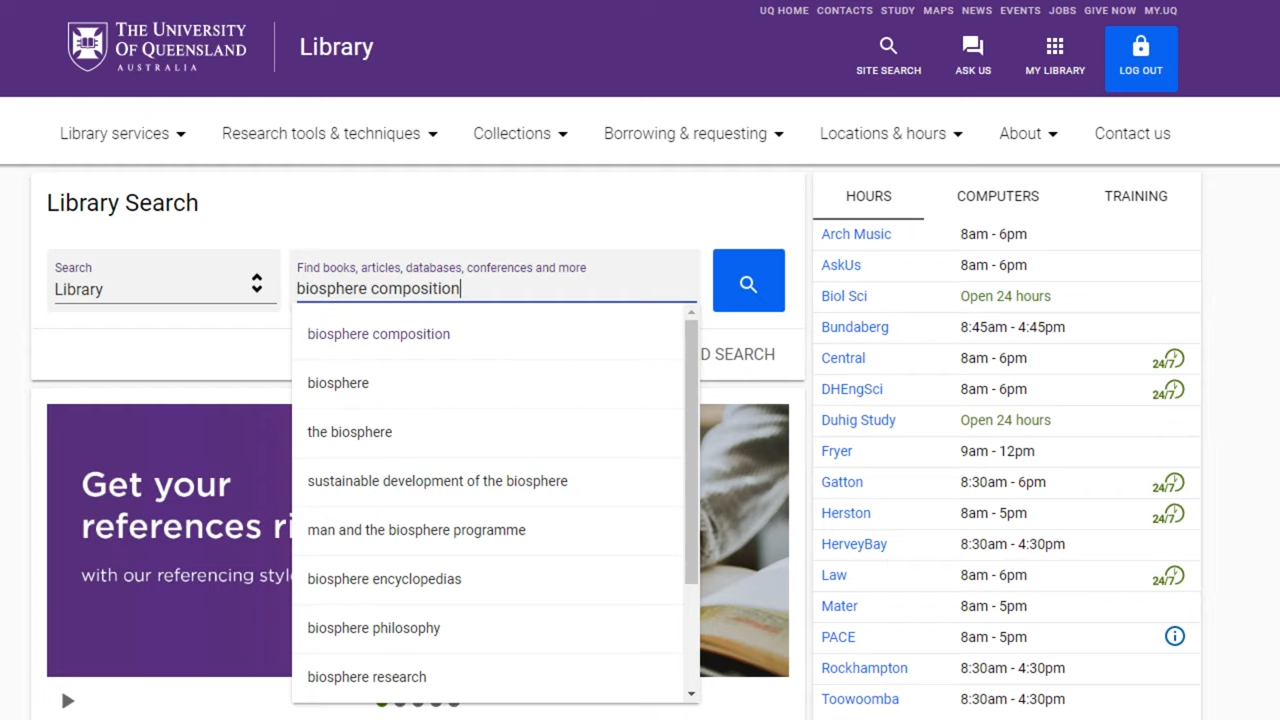 UQ HOME CONTACTS STUDY MAPS NEWS EVENTS JOBS GIVE NOW MY.UQ
THE UNIVERSITY
OF QUEENSLAND
AUSTRALIA
Library
SITE SEARCH ASK US MY LIBRARY LOG OUT
Library services Research tools & techniques Collections Borrowing & requesting Locations & hours About Contact us
Library Search
Search
Library
Find books, articles, databases, conferences and more
biosphere composition
biosphere composition
biosphere
the biosphere
sustainable development of the biosphere
man and the biosphere programme
biosphere encyclopedias
biosphere philosophy
biosphere research
D SEARCH
Get your
references ri
with our referencing style
HOURS COMPUTERS TRAINING
Arch Music 8am - 6pm
AskUs 8am - 6pm
Biol Sci Open 24 hours
Bundaberg 8:45am - 4:45pm
Central 8am - 6pm 24/7
DHEngSci 8am - 6pm 24/7
Duhig Study Open 24 hours
Fryer 9am - 12pm
Gatton 8:30am - 6pm 24/7
Herston 8am - 5pm 24/7
HerveyBay 8:30am - 4:30pm
Law 8am - 6pm 24/7
Mater 8am - 5pm
PACE 8am - 5pm
Rockhampton 8:30am - 4:30pm
Toowoomba 8:30am - 4:30pm